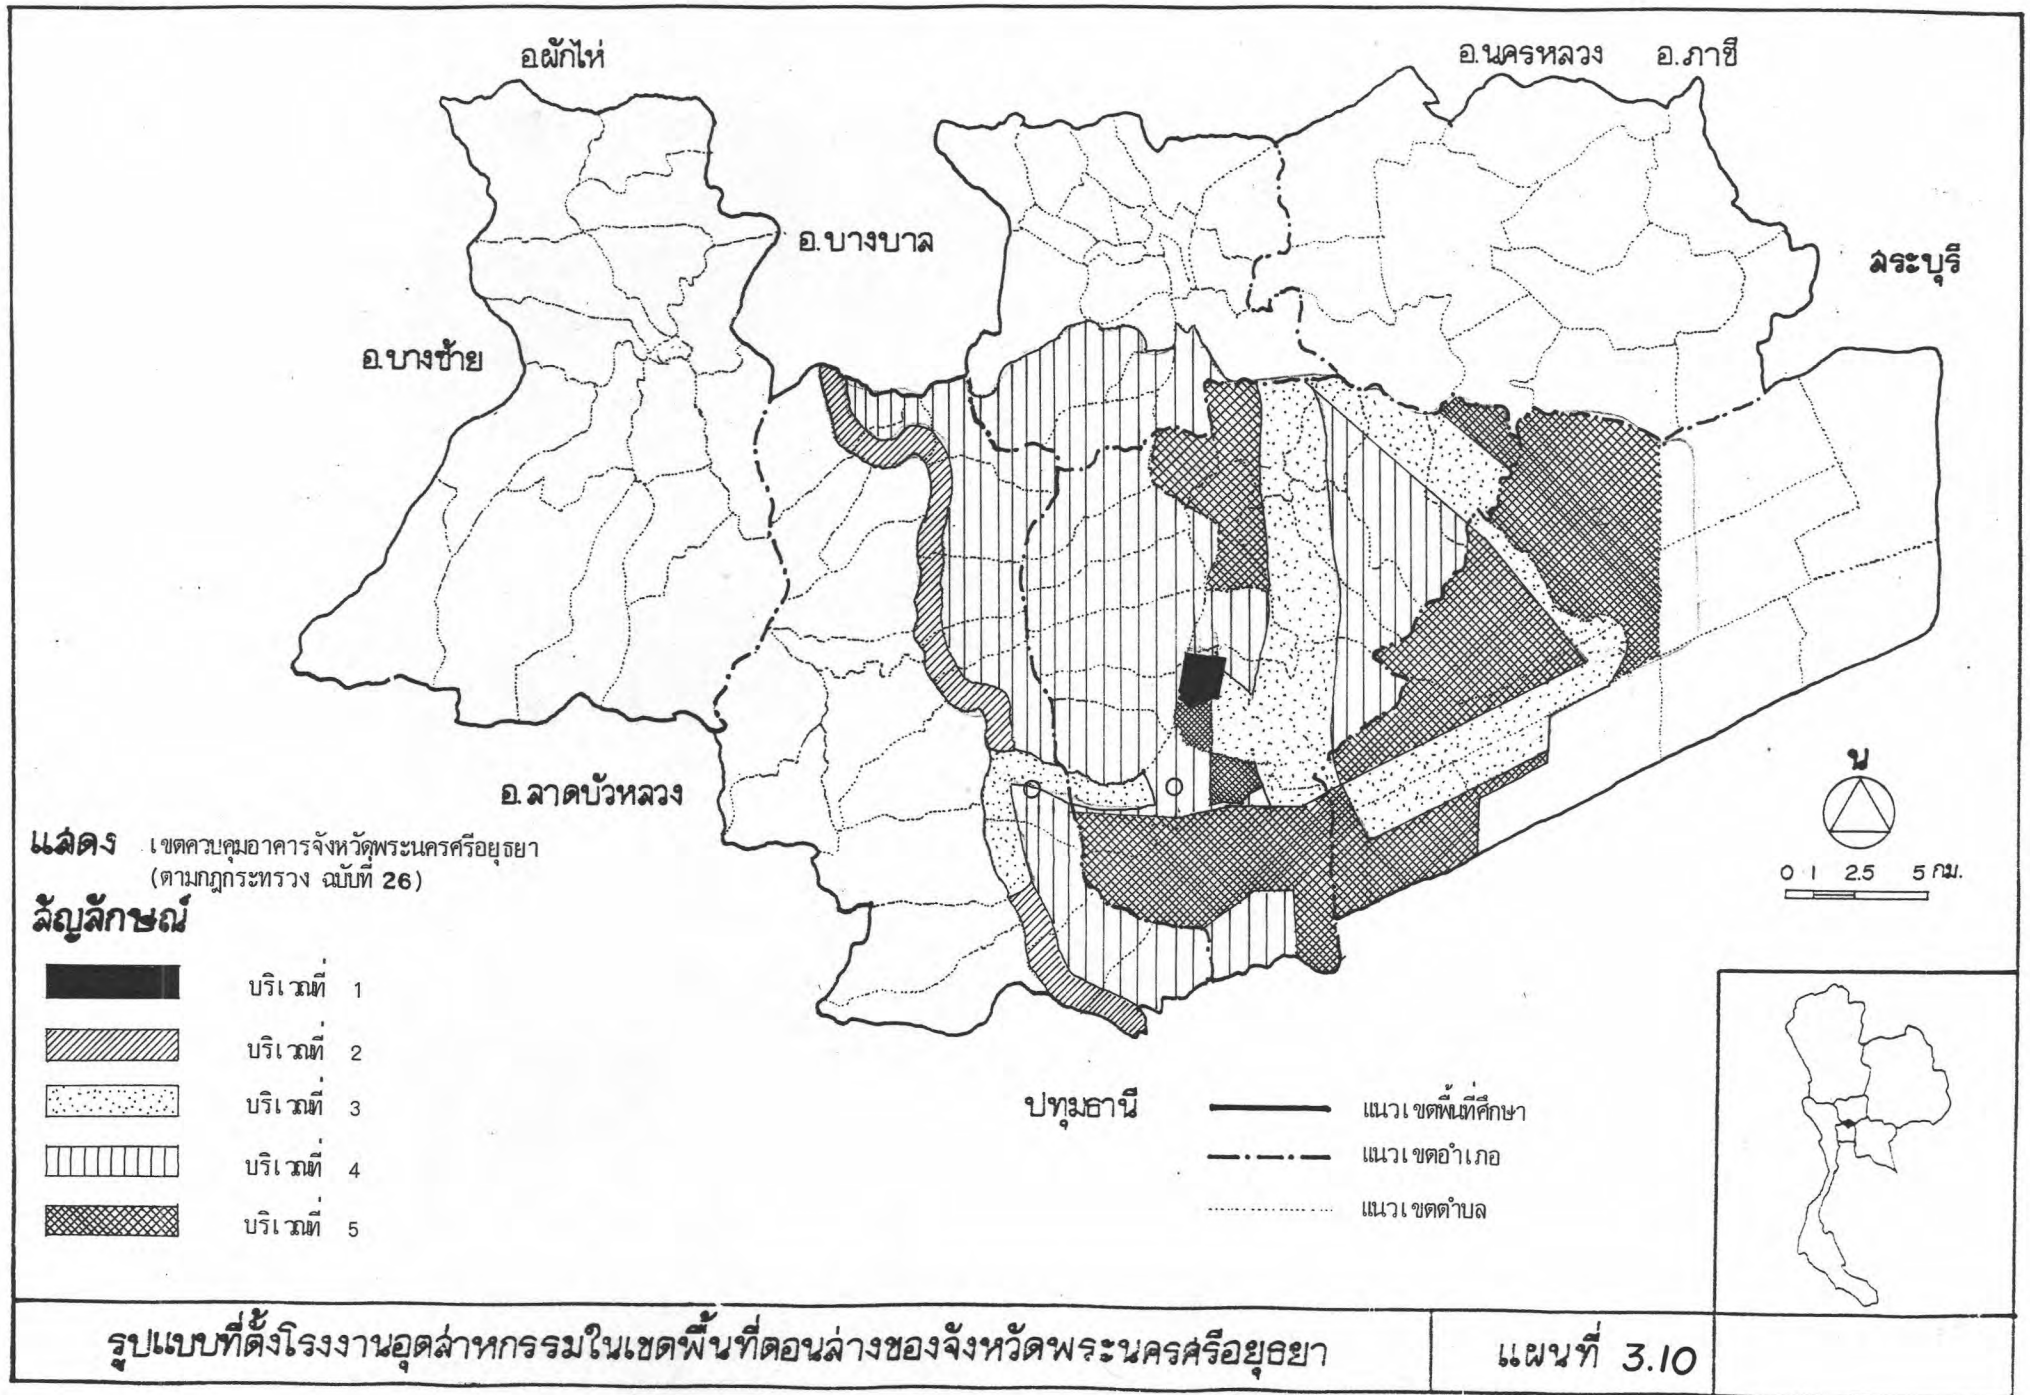 อ.ผักไห่
อ.นครหลวง อ.ภาชี
อ.บางบาล
สระบุรี
อ.บางซ้าย
อ.ลาดบัวหลวง
น
0 1 2.5 5 กม.
แสดง เขตควบคุมอาคารจังหวัดพระนครศรีอยุธยา
(ตามกฎกระทรวง ฉบับที่ 26)
สัญลักษณ์
บริเวณที่ 1
บริเวณที่ 2
บริเวณที่ 3
บริเวณที่ 4
บริเวณที่ 5
ปทุมธานี
แนวเขตพื้นที่ศึกษา
แนวเขตอำเภอ
แนวเขตตำบล
รูปแบบที่ตั้งโรงงานอุตสาหกรรมในเขตพื้นที่ตอนล่างของจังหวัดพระนครศรีอยุธยา
แผนที่ 3.10